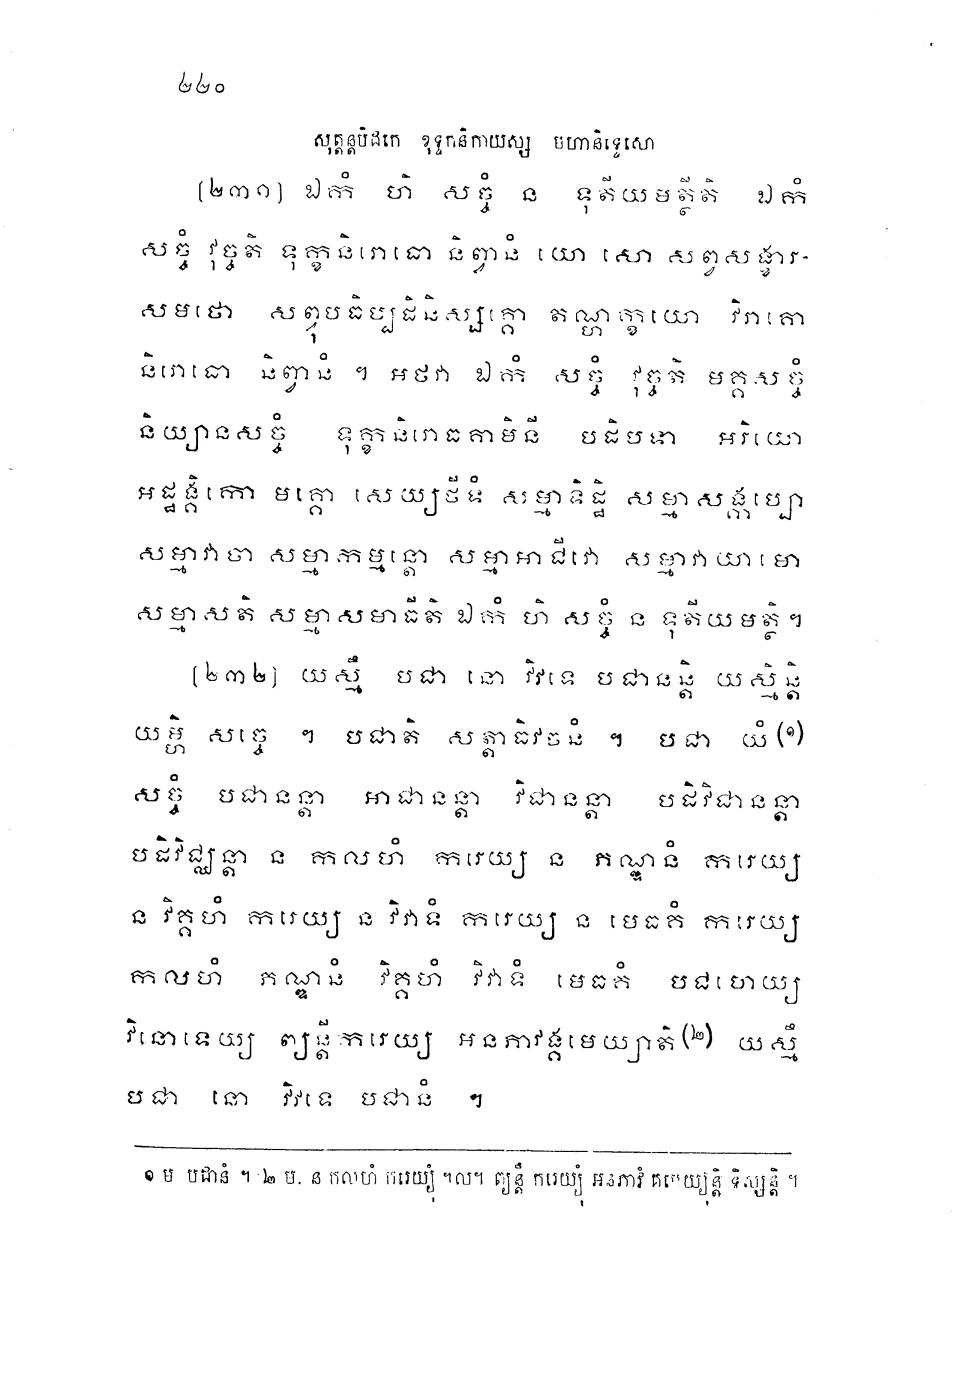 ២២០
សុត្តន្តបិដកេ ខុទ្ទកនិកាយស្ស មហានិទ្ទេសោ
(២៣១) ឯកំ ហិ សច្ចំ ន ទុតីយមត្ថីតិ ឯកំ
សច្ចំ វុច្ចតិ ទុក្ខនិរោធោ និព្វានំ យោ សោ សព្វសង្ខារ-
សមថោ សព្វុបធិប្បដិនិស្សគ្គោ តណ្ហក្ខយោ វិរាគោ
និរោធោ និព្វានំ ។ អថវា ឯកំ សច្ចំ វុច្ចតិ មគ្គសច្ចំ
និយ្យានសច្ចំ ទុក្ខនិរោធគាមិនី បដិបទា អរិយោ
អដ្ឋង្គិកោ មគ្គោ សេយ្យថីទំ សម្មាទិដ្ឋិ សម្មាសង្កប្បោ
សម្មាវាចា សម្មាកម្មន្តោ សម្មាអាជីវោ សម្មាវាយាមោ
សម្មាសតិ សម្មាសមាធីតិ ឯកំ ហិ សច្ចំ ន ទុតីយមត្ថិ ។
(២៣២) យស្មឹ បជា នោ វិវទេ បជានន្តិ យស្មិន្តិ
យម្ហិ សច្ចេ ។ បជាតិ សត្តាធិវចនំ ។ បជា យំ (១)
សច្ចំ បជានន្តា អាជានន្តា វិជានន្តា បដិវិជានន្តា
បដិវិជ្ឈន្តា ន កលហំ ករេយ្យ ន ភណ្ឌនំ ករេយ្យ
ន វិគ្គហំ ករេយ្យ ន វិវាទំ ករេយ្យ ន មេធគំ ករេយ្យ
កលហំ ភណ្ឌនំ វិគ្គហំ វិវាទំ មេធគំ បជហេយ្យ
វិនោទេយ្យ ព្យន្តីករេយ្យ អនភាវង្គមេយ្យាតិ (២) យស្មឹ
បជា នោ វិវទេ បជានំ ។
១ ម បជានំ ។ ២ ម. ន កលហំ ករេយ្យុំ ។ល។ ព្យន្តឹ ករេយ្យុំ អនភាវំ គមេយ្យុន្តិ ទិស្សន្តិ ។